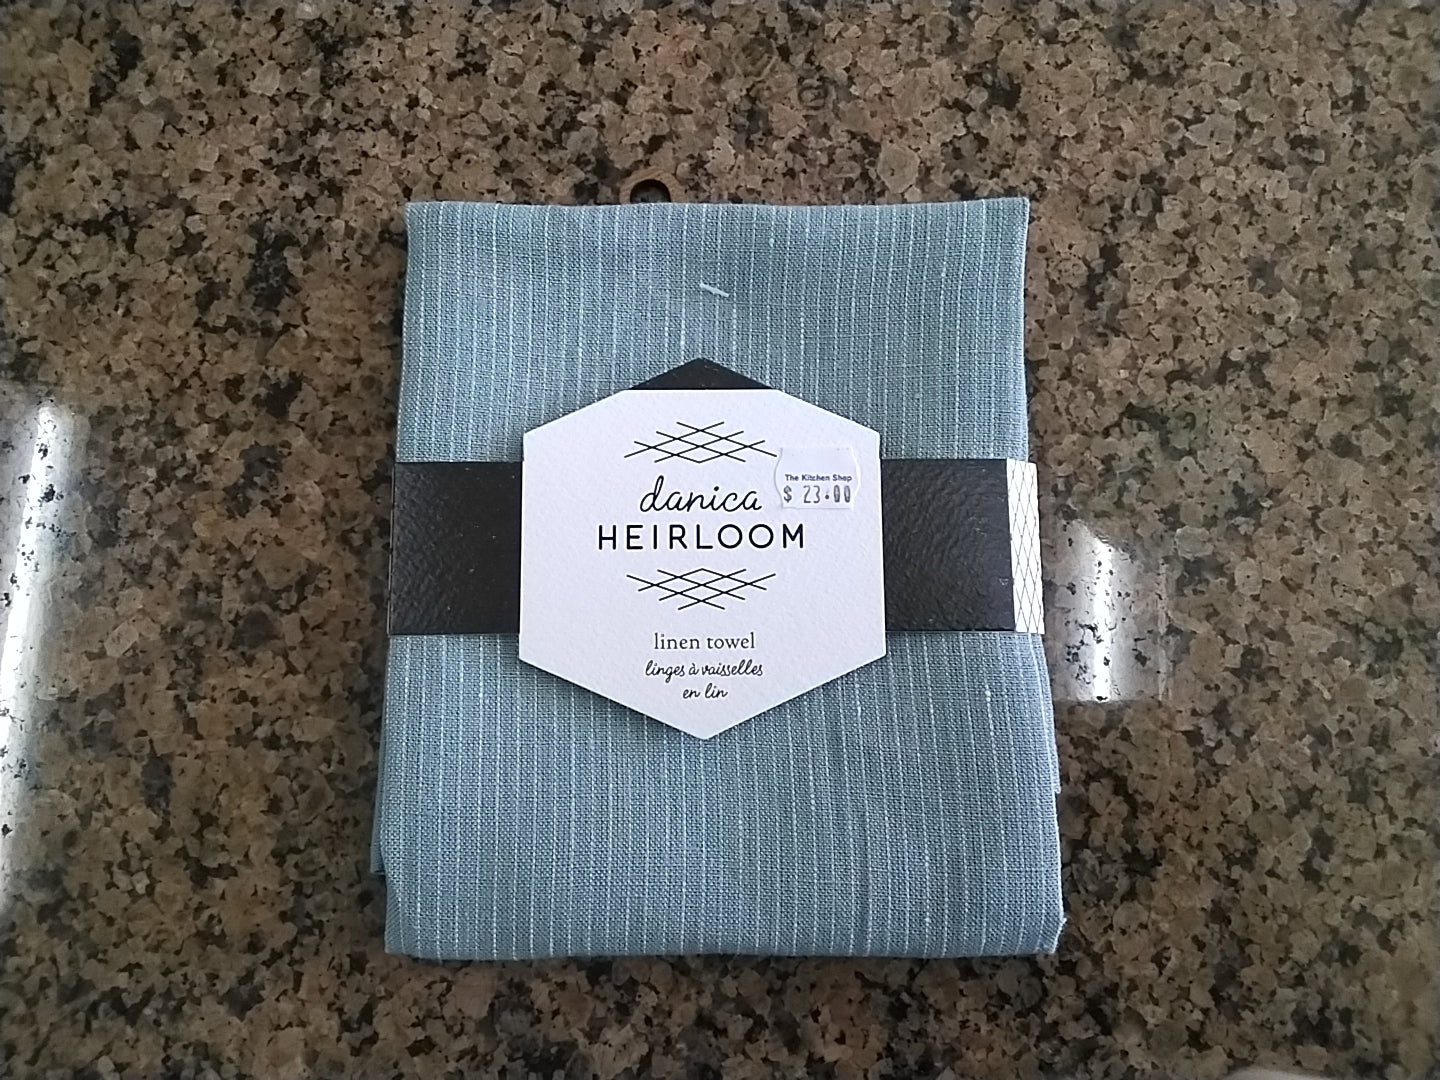 The Kitchen Shop
$ 23.00
danica
HEIRLOOM
linen towel
linges à vaisselles
en lin